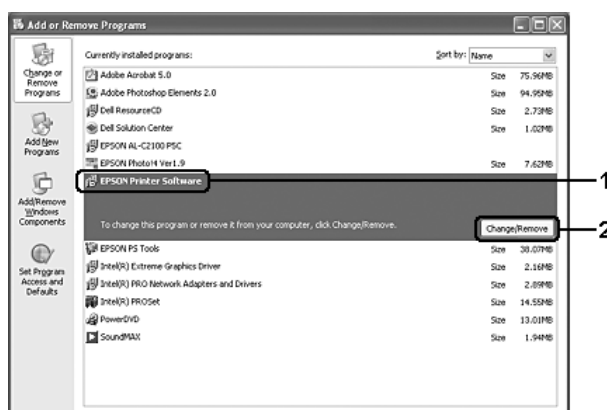 Add or Remove Programs
Change or
Remove
Programs
Add New
Programs
Add/Remove
Windows
Components
Set Program
Access and
Defaults
Currently installed programs:
Sort by: Name
Adobe Acrobat 5.0 Size 75.96MB
Adobe Photoshop Elements 2.0 Size 94.95MB
Dell ResourceCD Size 2.73MB
Dell Solution Center Size 1.02MB
EPSON AL-C2100 PSC
EPSON Photo!4 Ver1.9 Size 7.62MB
EPSON Printer Software 1
To change this program or remove it from your computer, click Change/Remove.
Change/Remove 2
EPSON PS Tools Size 38.07MB
Intel(R) Extreme Graphics Driver Size 2.16MB
Intel(R) PRO Network Adapters and Drivers Size 2.89MB
Intel(R) PROSet Size 14.55MB
PowerDVD Size 13.01MB
SoundMAX Size 1.94MB